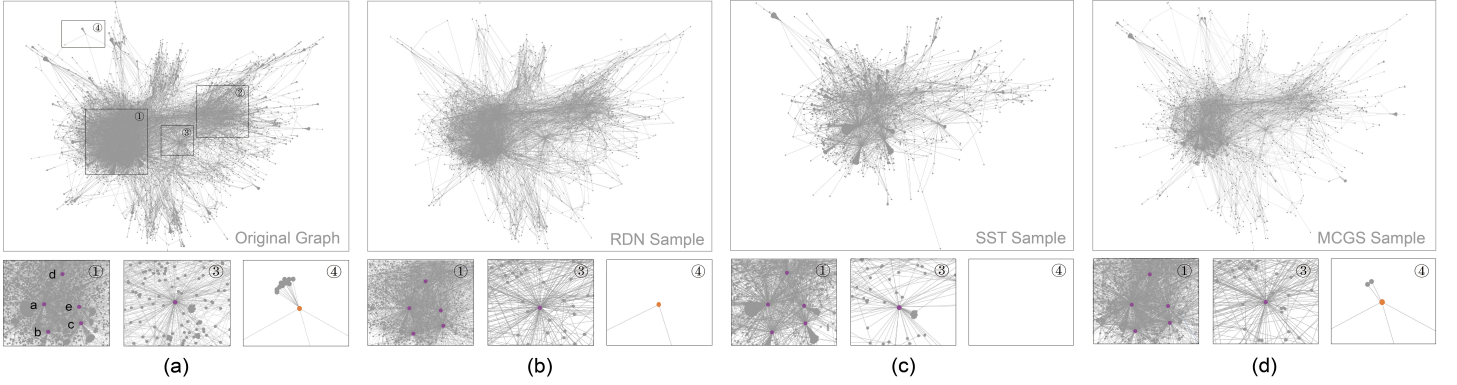 ④
①
②
③
Original Graph
RDN Sample
SST Sample
MCGS Sample
① d a e c b
③
④
①
③
④
①
③
④
①
③
④
(a)
(b)
(c)
(d)